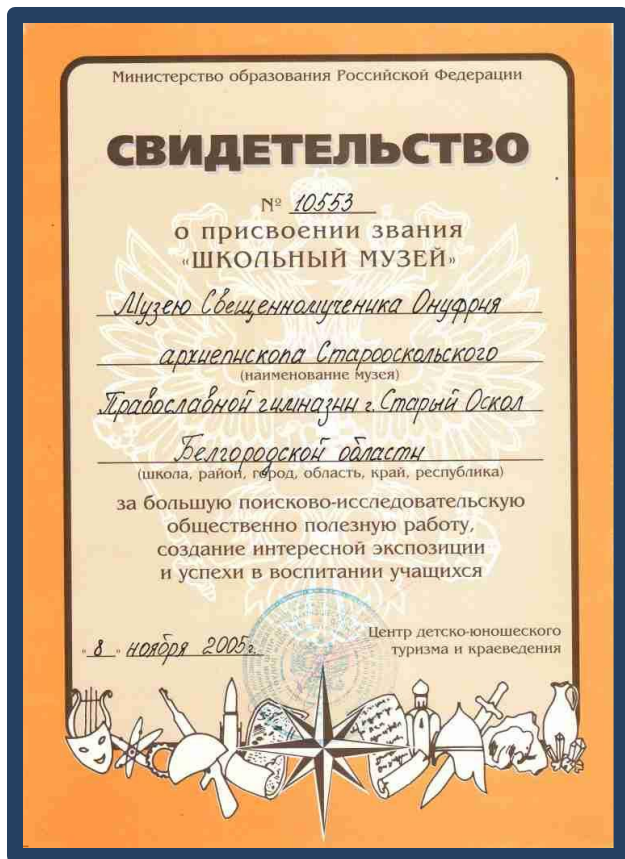 Министерство образования Российской Федерации
СВИДЕТЕЛЬСТВО
№ 10553
о присвоении звания
«ШКОЛЬНЫЙ МУЗЕЙ»
Музею Священномученика Онуфрия
архиепископа Старооскольского
(наименование музея)
Православной гимназии г. Старый Оскол
Белгородской области
(школа, район, город, область, край, республика)
за большую поисково-исследовательскую
общественно полезную работу,
создание интересной экспозиции
и успехи в воспитании учащихся
"8" ноября 2005г.
Центр детско-юношеского
туризма и краеведения